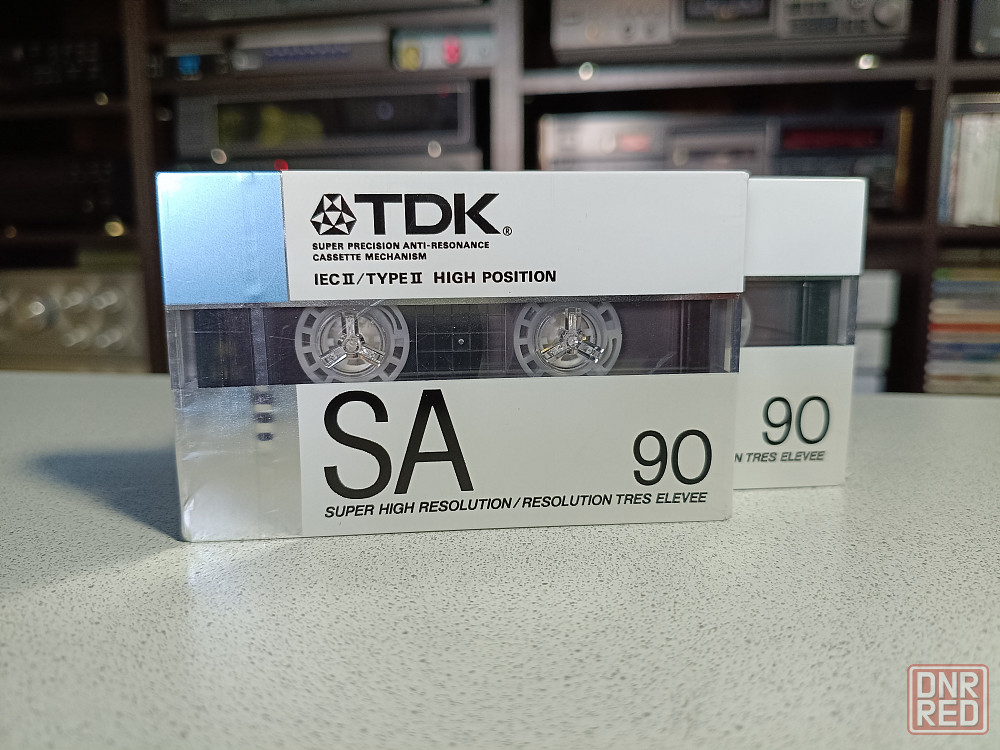 TDK®
SUPER PRECISION ANTI-RESONANCE
CASSETTE MECHANISM
IEC II/TYPE II HIGH POSITION
SA 90
SUPER HIGH RESOLUTION/RESOLUTION TRES ELEVEE
90
N TRES ELEVEE
DNR
RED